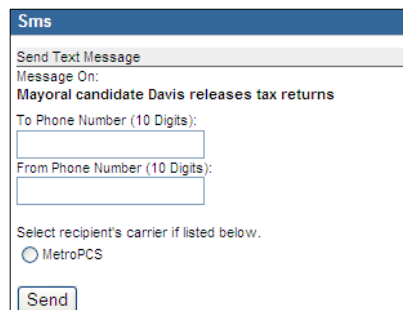 Sms
Send Text Message
Message On:
Mayoral candidate Davis releases tax returns
To Phone Number (10 Digits):
From Phone Number (10 Digits):
Select recipient's carrier if listed below.
MetroPCS
Send